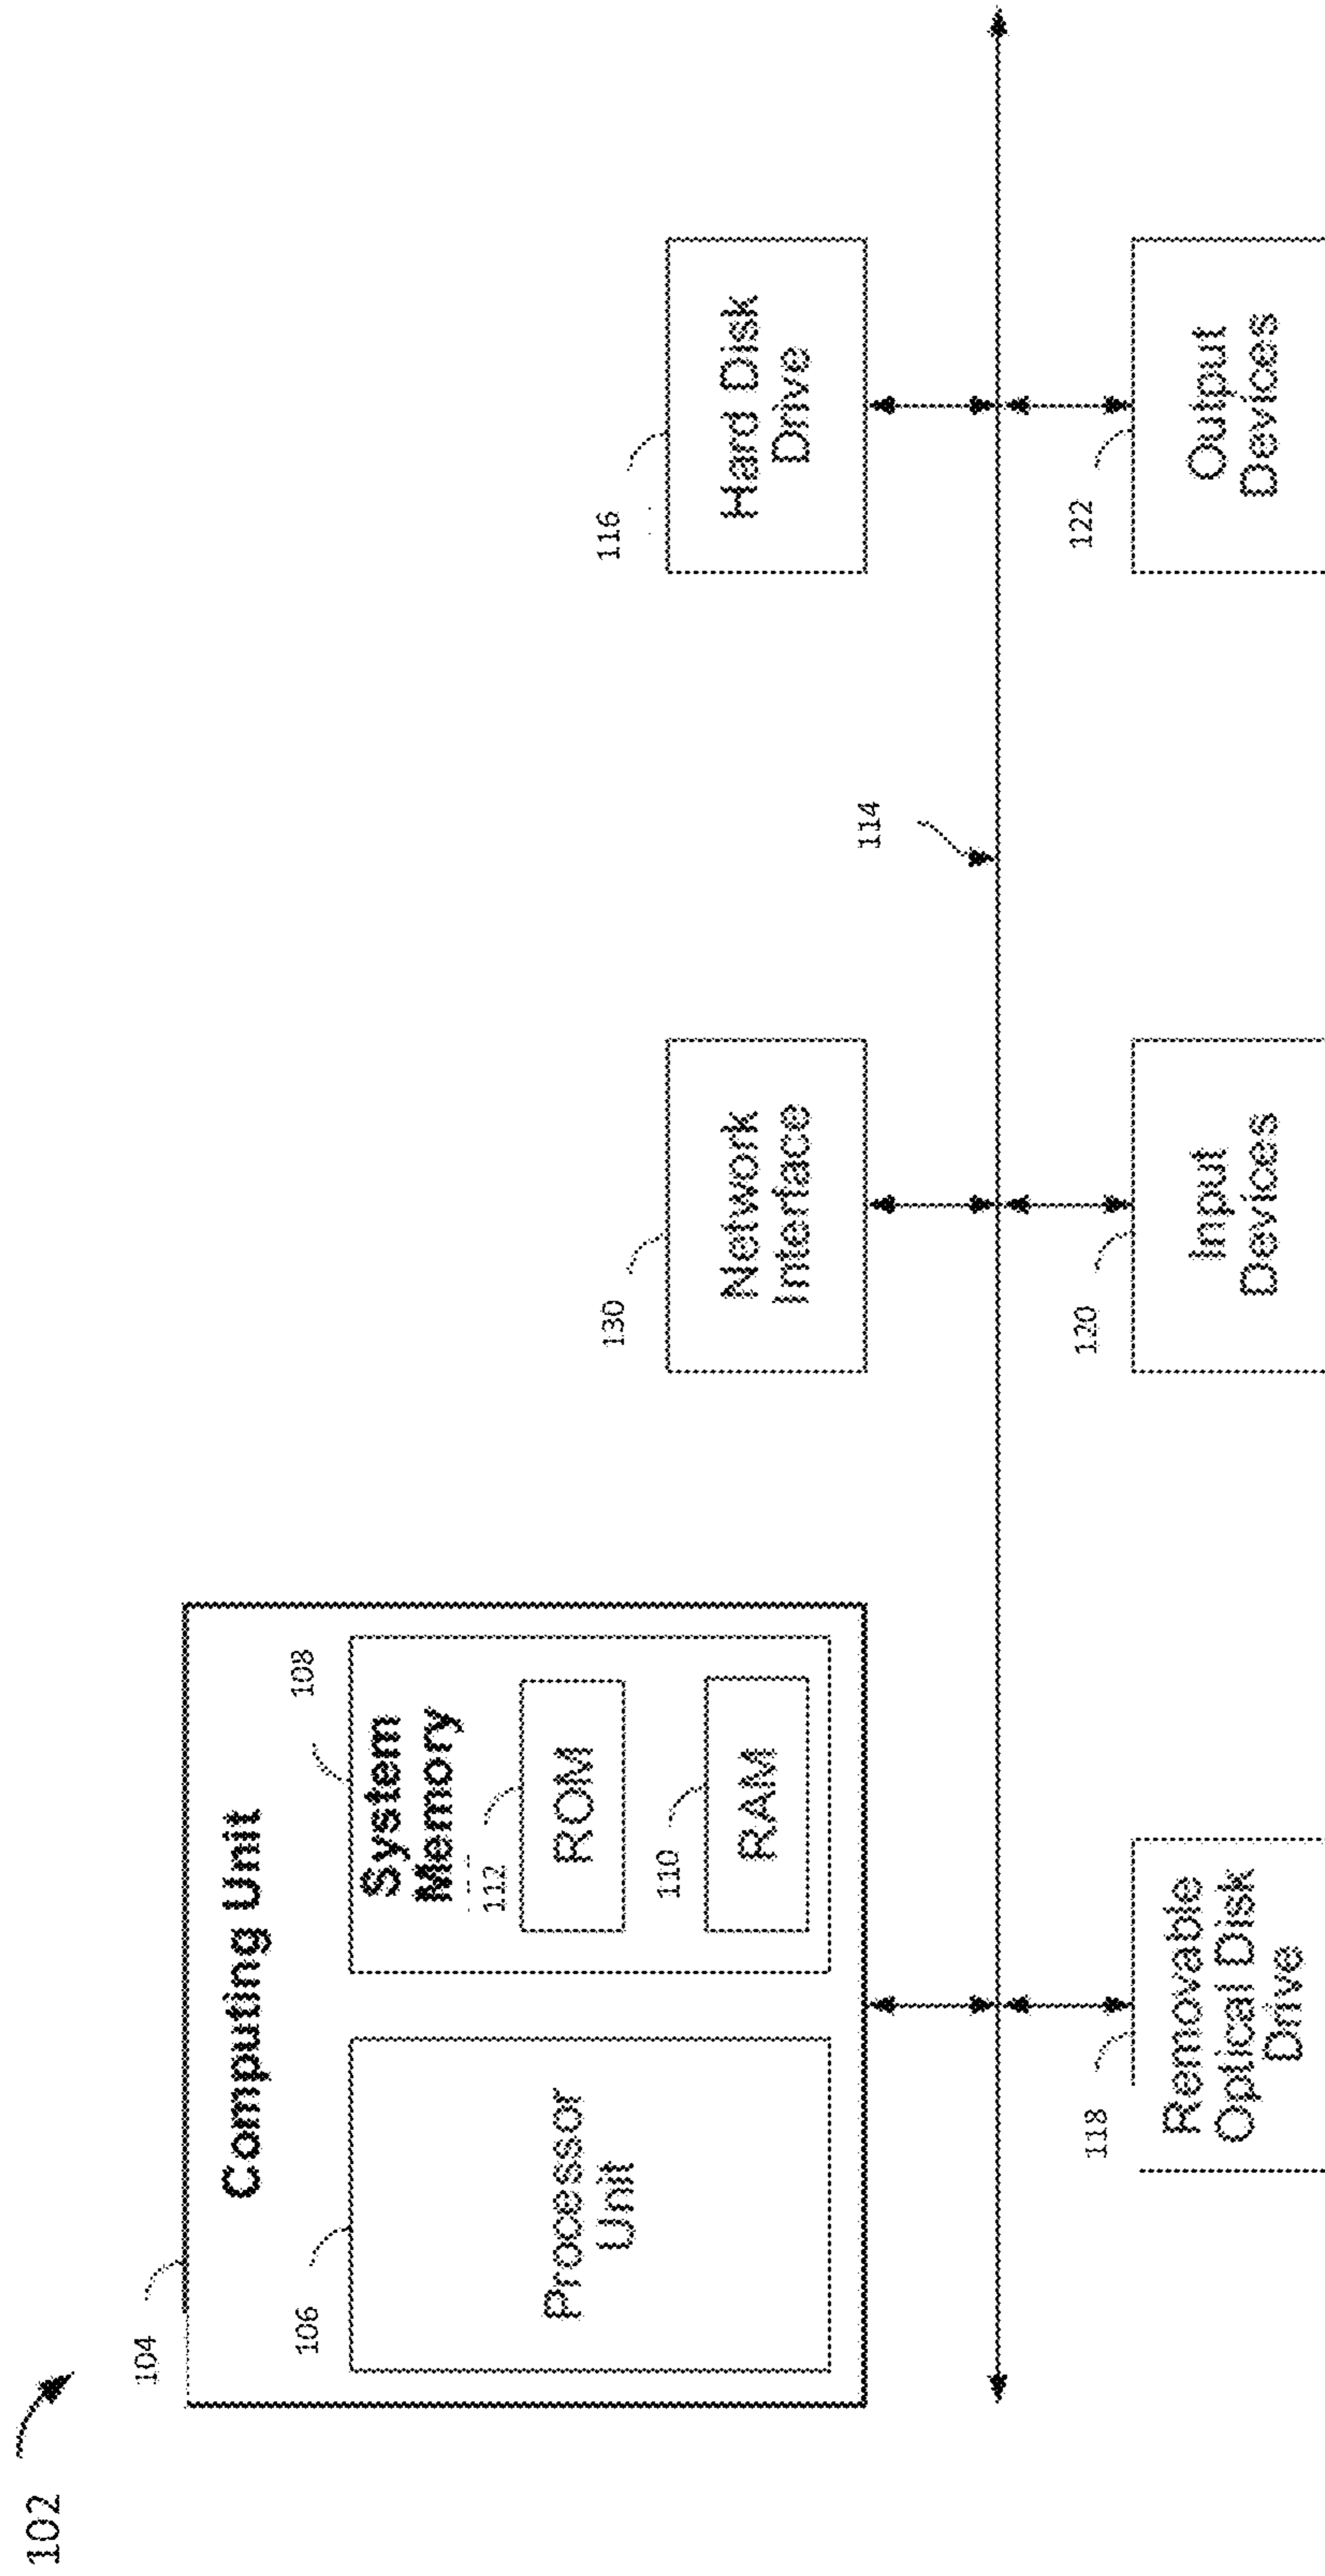 102
104
Computing Unit
106
Processor
Unit
108
System
Memory
112
ROM
110
RAM
130
Network
Interface
116
Hard Disk
Drive
114
118
Removable
Optical Disk
Drive
120
Input
Devices
122
Output
Devices